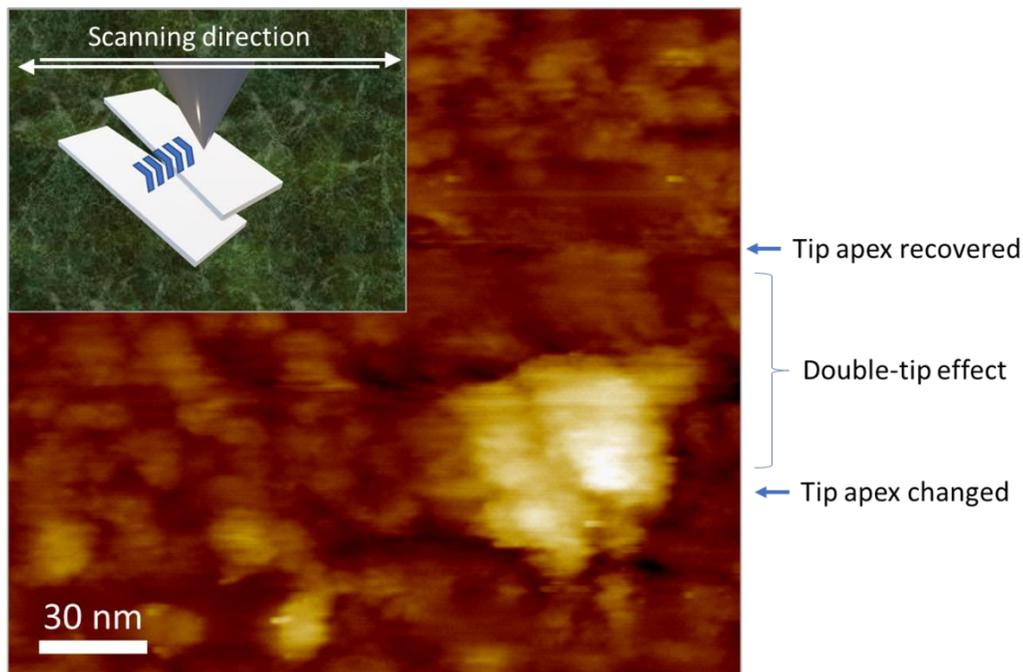 Scanning direction
Tip apex recovered
Double-tip effect
Tip apex changed
30 nm